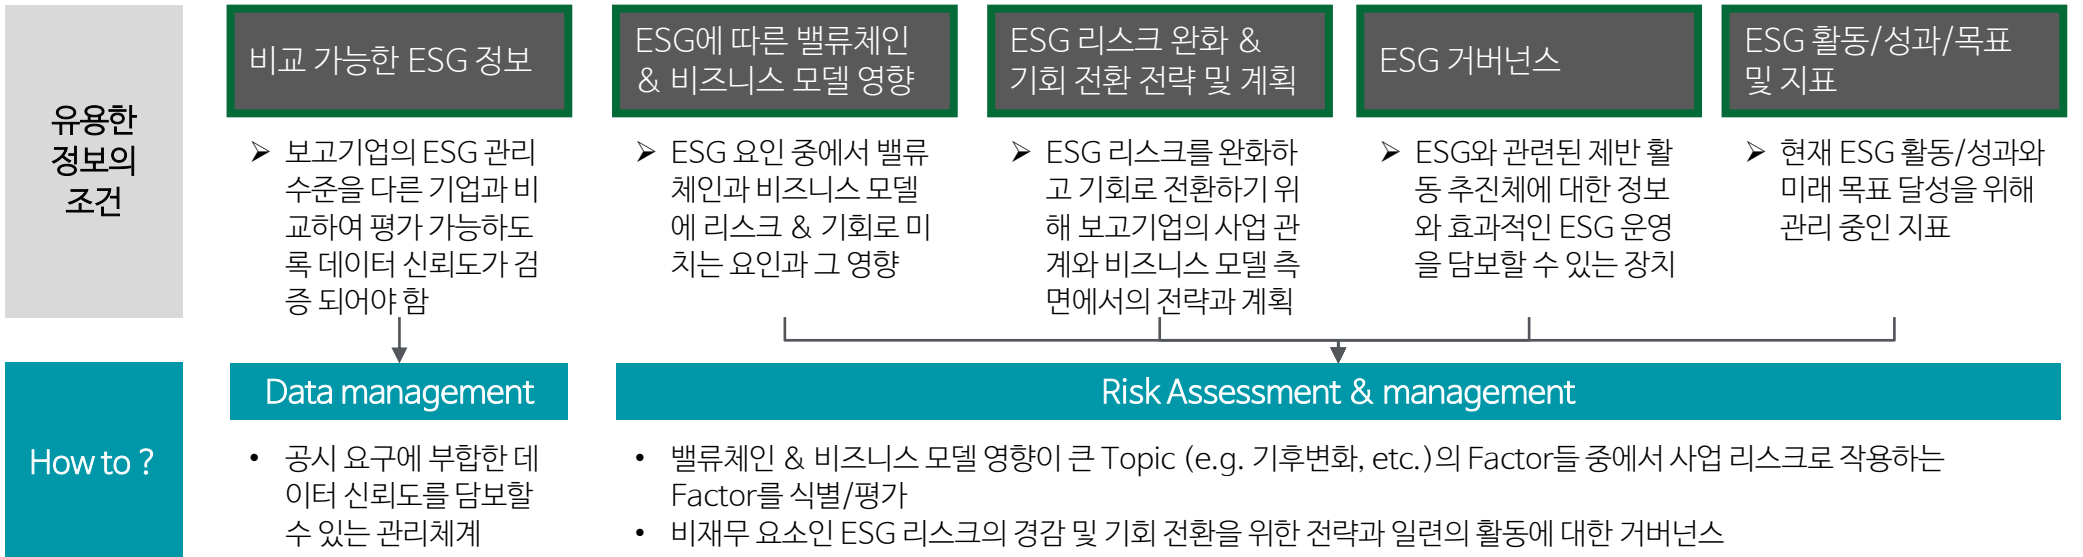 유용한
정보의
조건
비교 가능한 ESG 정보
보고기업의 ESG 관리
수준을 다른 기업과 비
교하여 평가 가능하도
록 데이터 신뢰도가 검
증 되어야 함
ESG에 따른 밸류체인
& 비즈니스 모델 영향
ESG 요인 중에서 밸류
체인과 비즈니스 모델
에 리스크 & 기회로 미
치는 요인과 그 영향
ESG 리스크 완화 &
기회 전환 전략 및 계획
ESG 리스크를 완화하
고 기회로 전환하기 위
해 보고기업의 사업 관
계와 비즈니스 모델 측
면에서의 전략과 계획
ESG 거버넌스
ESG와 관련된 제반 활
동 추진체에 대한 정보
와 효과적인 ESG 운영
을 담보할 수 있는 장치
ESG 활동/성과/목표
및 지표
현재 ESG 활동/성과와
미래 목표 달성을 위해
관리 중인 지표
How to ?
Data management
• 공시 요구에 부합한 데
이터 신뢰도를 담보할
수 있는 관리체계
Risk Assessment & management
• 밸류체인 & 비즈니스 모델 영향이 큰 Topic (e.g. 기후변화, etc.)의 Factor들 중에서 사업 리스크로 작용하는
Factor를 식별/평가
• 비재무 요소인 ESG 리스크의 경감 및 기회 전환을 위한 전략과 일련의 활동에 대한 거버넌스